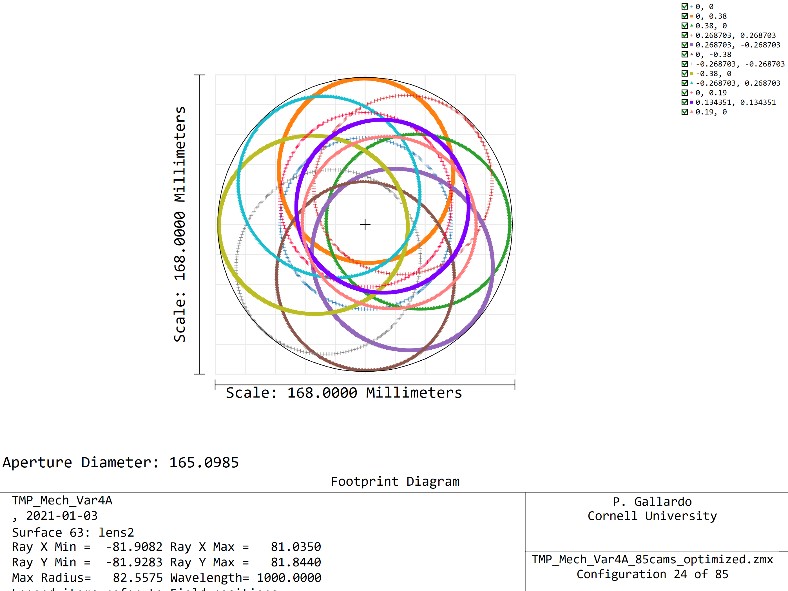 0, 0
0, 0.38
0.38, 0
0.268703, 0.268703
0.268703, -0.268703
0, -0.38
-0.268703, -0.268703
-0.38, 0
-0.268703, 0.268703
0, 0.19
0.134351, 0.134351
0.19, 0
Scale: 168.0000 Millimeters
Scale: 168.0000 Millimeters
Aperture Diameter: 165.0985
Footprint Diagram
TMP_Mech_Var4A
, 2021-01-03
Surface 63: lens2
Ray X Min = -81.9082 Ray X Max = 81.0350
Ray Y Min = -81.9283 Ray Y Max = 81.8440
Max Radius= 82.5575 Wavelength= 1000.0000
P. Gallardo
Cornell University
TMP_Mech_Var4A_85cams_optimized.zmx
Configuration 24 of 85